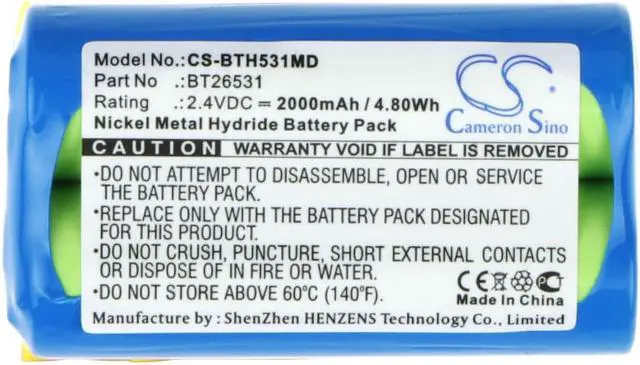 Model No.:CS-BTH531MD
Part No :BT26531
Rating :2.4VDC ⎓ 2000mAh / 4.80Wh
Nickel Metal Hydride Battery Pack
CS
Cameron Sino
CAUTION WARRANTY VOID IF LABEL IS REMOVED
•DO NOT ATTEMPT TO DISASSEMBLE, OPEN OR SERVICE
THE BATTERY PACK.
•REPLACE ONLY WITH THE BATTERY PACK DESIGNATED
FOR THIS PRODUCT.
•DO NOT CRUSH, PUNCTURE, SHORT EXTERNAL CONTACTS
OR DISPOSE OF IN FIRE OR WATER.
•DO NOT STORE ABOVE 60°C (140°F).
CE
Made In China
Manufacture by : ShenZhen HENZENS Technology Co., Limited